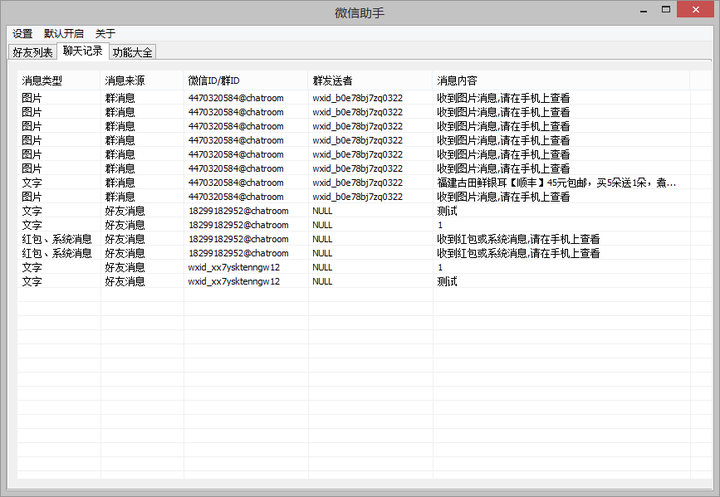 微信助手
设置 默认开启 关于
好友列表 聊天记录 功能大全
消息类型 消息来源 微信ID/群ID 群发送者 消息内容
图片 群消息 4470320584@chatroom wxid_b0e78bj7zq0322 收到图片消息,请在手机上查看
图片 群消息 4470320584@chatroom wxid_b0e78bj7zq0322 收到图片消息,请在手机上查看
图片 群消息 4470320584@chatroom wxid_b0e78bj7zq0322 收到图片消息,请在手机上查看
图片 群消息 4470320584@chatroom wxid_b0e78bj7zq0322 收到图片消息,请在手机上查看
图片 群消息 4470320584@chatroom wxid_b0e78bj7zq0322 收到图片消息,请在手机上查看
图片 群消息 4470320584@chatroom wxid_b0e78bj7zq0322 收到图片消息,请在手机上查看
文字 群消息 4470320584@chatroom wxid_b0e78bj7zq0322 福建古田鲜银耳【顺丰】45元包邮，买5朵送1朵，煮...
图片 群消息 4470320584@chatroom wxid_b0e78bj7zq0322 收到图片消息,请在手机上查看
文字 好友消息 18299182952@chatroom NULL 测试
文字 好友消息 18299182952@chatroom NULL 1
红包、系统消息 好友消息 18299182952@chatroom NULL 收到红包或系统消息,请在手机上查看
红包、系统消息 好友消息 18299182952@chatroom NULL 收到红包或系统消息,请在手机上查看
文字 好友消息 wxid_xx7ysktenngw12 NULL 1
文字 好友消息 wxid_xx7ysktenngw12 NULL 测试